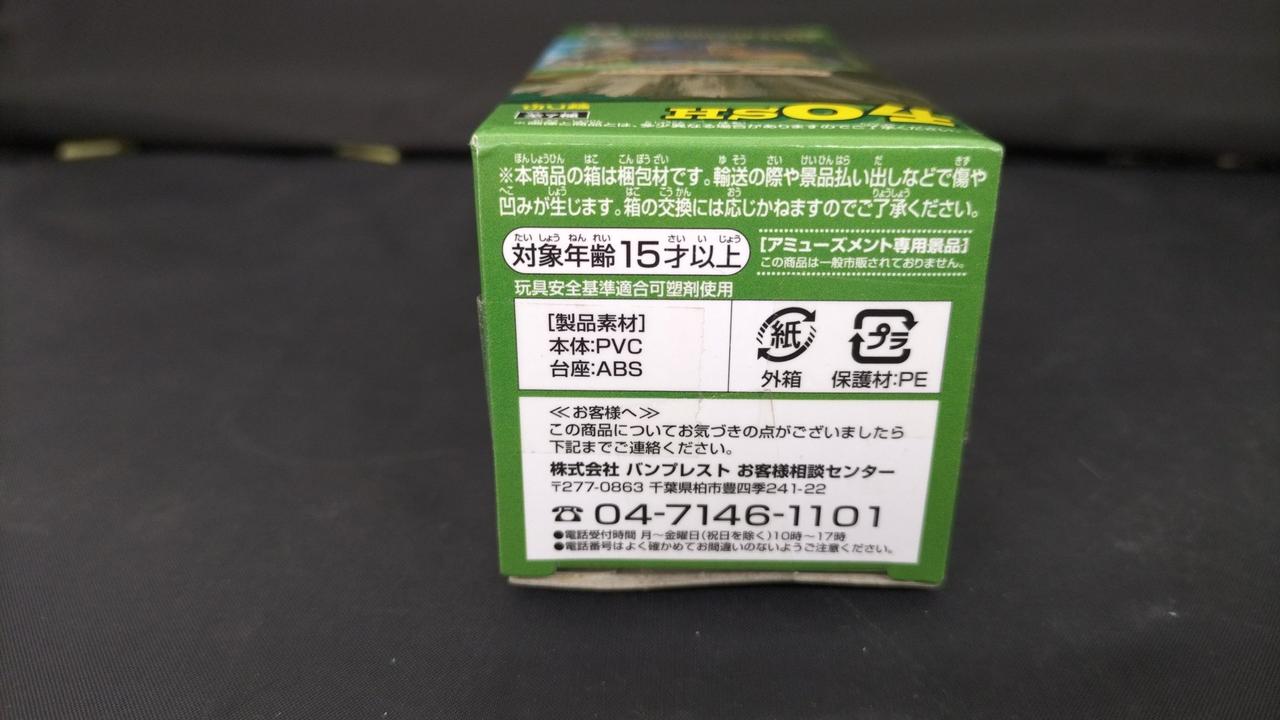 ※本商品の箱は梱包材です。輸送の際や景品払い出しなどで傷や
凹みが生じます。箱の交換には応じかねますのでご了承ください。
対象年齢15才以上
[アミューズメント専用景品]
この商品は一般市販されておりません。
玩具安全基準適合可塑剤使用
[製品素材]
本体:PVC
台座:ABS
紙
外箱
プラ
保護材:PE
≪お客様へ≫
この商品についてお気づきの点がございましたら
下記までご連絡ください。
株式会社 バンプレスト お客様相談センター
〒277-0863 千葉県柏市豊四季241-22
☎ 04-7146-1101
●電話受付時間 月~金曜日(祝日を除く)10時~17時
●電話番号はよく確かめてお間違いのないようご注意ください。